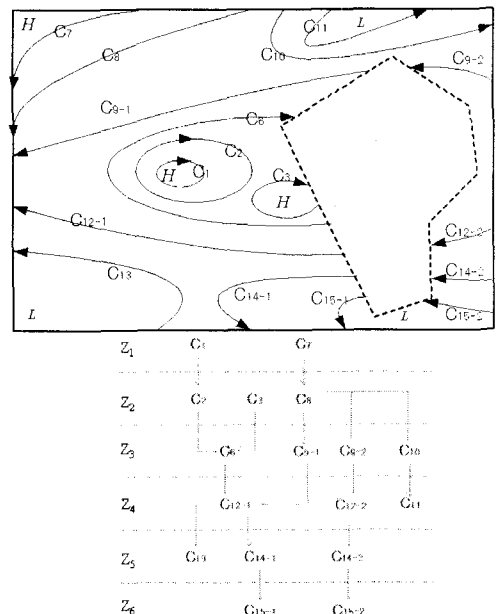 H
C7
C8
C11
L
C10
C9-2
C9-1
C6
C2
H
C1
C3
H
C12-1
C12-2
C13
C14-2
C14-1
C15-1
C15-2
L
L
Z1 C1 C7
Z2 C2 C3 C8
Z3 C6 C9-1 C9-2 C10
Z4 C12-1 C12-2 C11
Z5 C13 C14-1 C14-2
Z6 C15-1 C15-2